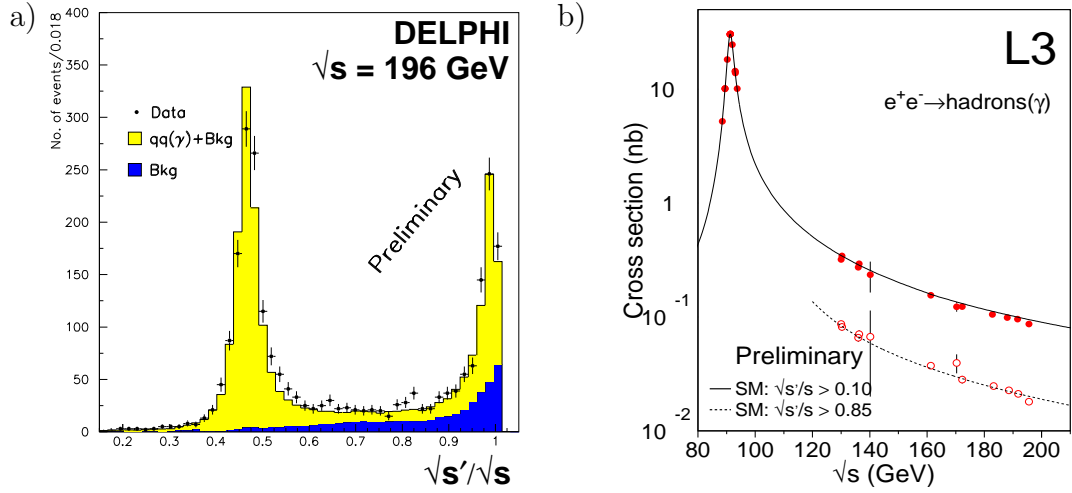 a)
DELPHI
√s = 196 GeV
No. of events/0.018
400
350
300
250
200
150
100
50
0
Data
qq(γ)+Bkg
Bkg
Preliminary
0.2 0.3 0.4 0.5 0.6 0.7 0.8 0.9 1
√s′/√s
b)
L3
e+e-→hadrons(γ)
Cross section (nb)
10
1
10 -1
10 -2
Preliminary
SM: √s′/s > 0.10
SM: √s′/s > 0.85
80 100 120 140 160 180 200
√s (GeV)